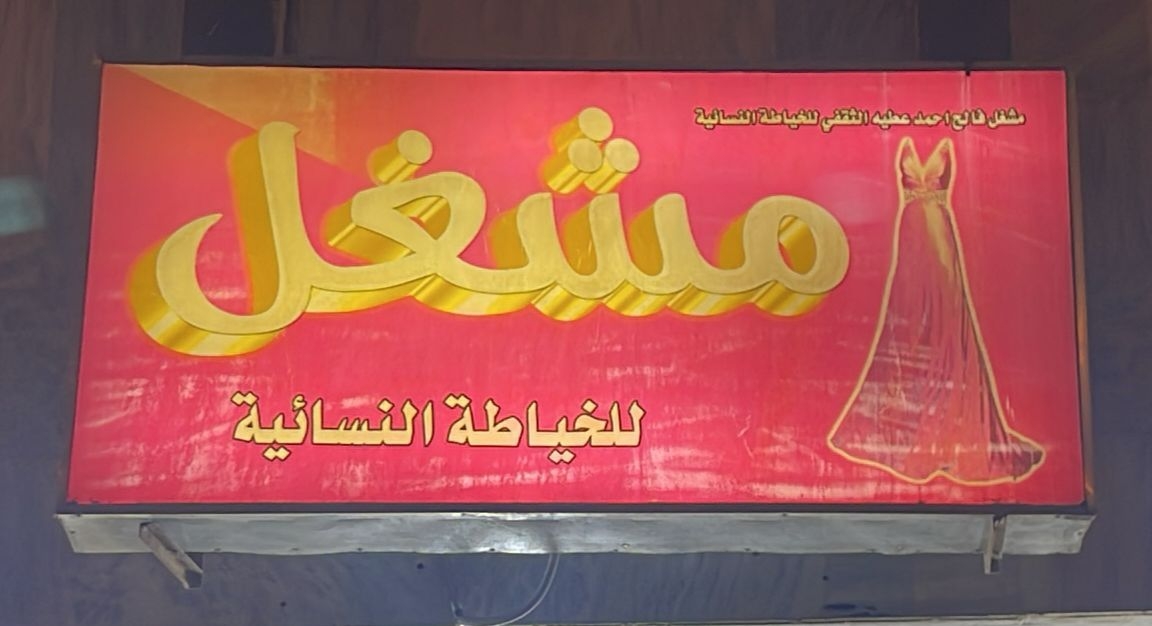 مشغل فالح احمد عطيه الثقفي للخياطة النسائية
مشغل
للخياطة النسائية